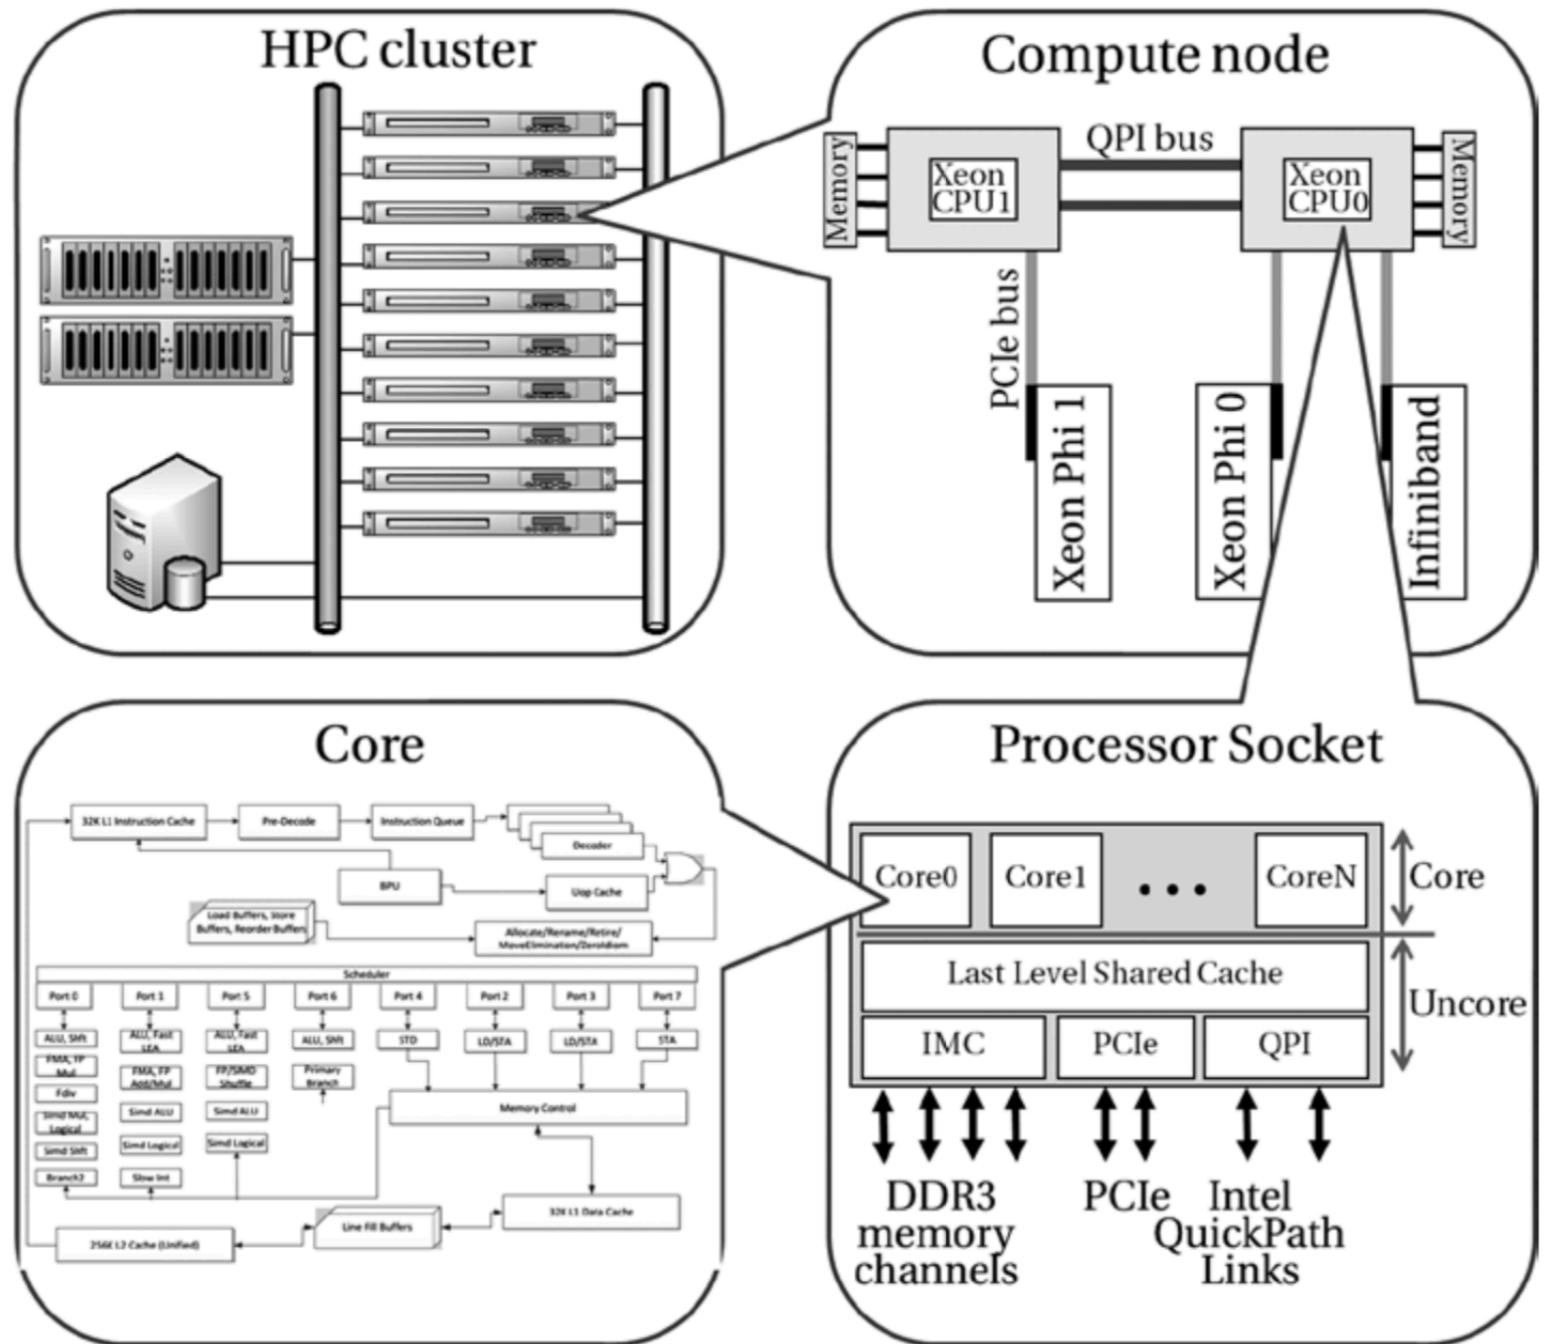 HPC cluster
Compute node
Memory
Xeon
CPU1
QPI bus
Xeon
CPU0
Memory
PCIe bus
Xeon Phi 1
Xeon Phi 0
Infiniband
Core
32K L1 Instruction Cache
Pre-Decode
Instruction Queue
Decoder
BPU
Uop Cache
Load Buffers, Store
Buffers, Reorder Buffers
Allocate/Rename/Retire/
MoveElimination/ZeroIdiom
Scheduler
Port 0
Port 1
Port 5
Port 6
Port 4
Port 2
Port 3
Port 7
ALU, Shft
ALU, Fast
LEA
ALU, Fast
LEA
ALU, Shft
STD
LD/STA
LD/STA
STA
FMA, FP
Mul
FMA, FP
Add/Mul
FP/SIMD
Shuffle
Primary
Branch
Fdiv
Simd Mul,
Logical
Simd ALU
Simd ALU
Simd Shft
Simd Logical
Simd Logical
Branch2
Slow Int
Memory Control
32K L1 Data Cache
Line Fill Buffers
256K L2 Cache (Unified)
Processor Socket
Core0
Core1
• • •
CoreN
Core
Last Level Shared Cache
Uncore
IMC
PCIe
QPI
DDR3
memory
channels
PCIe
Intel
QuickPath
Links